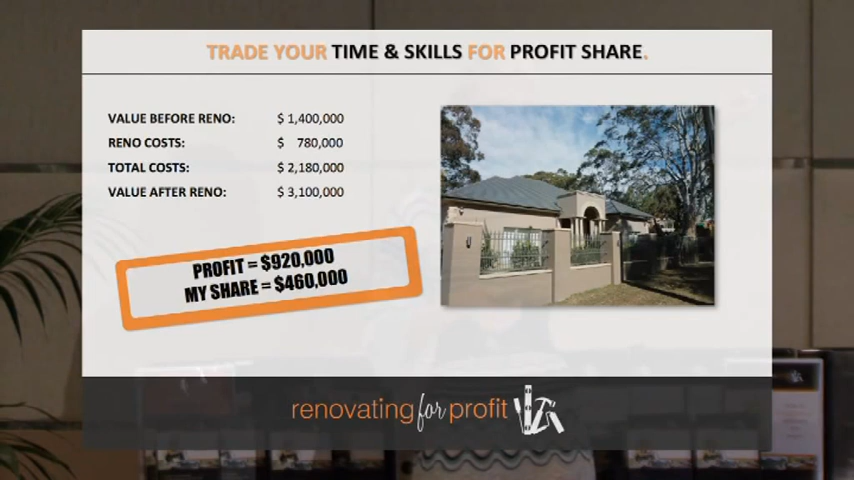 TRADE YOUR TIME & SKILLS FOR PROFIT SHARE.
VALUE BEFORE RENO: $ 1,400,000
RENO COSTS: $ 780,000
TOTAL COSTS: $ 2,180,000
VALUE AFTER RENO: $ 3,100,000
PROFIT = $920,000
MY SHARE = $460,000
renovating for profit